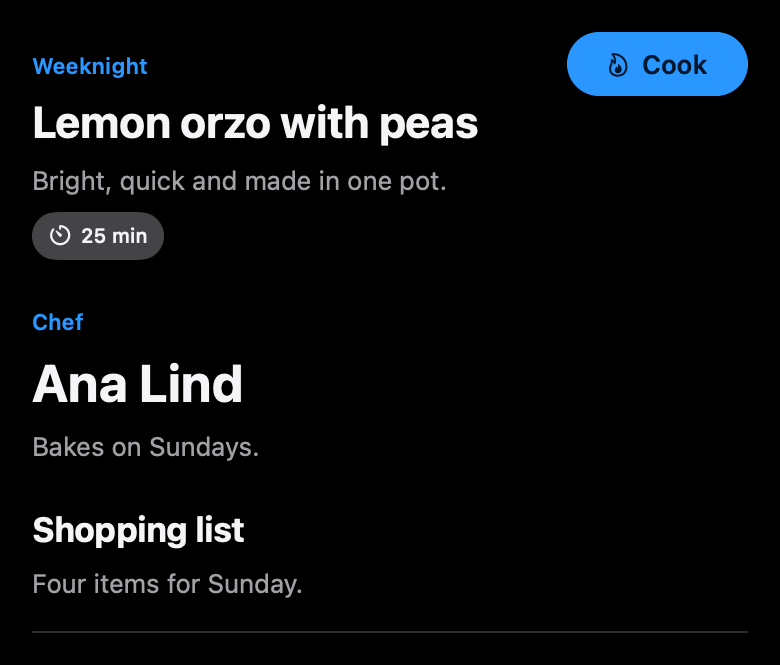 Weeknight
Cook
Lemon orzo with peas
Bright, quick and made in one pot.
25 min
Chef
Ana Lind
Bakes on Sundays.
Shopping list
Four items for Sunday.